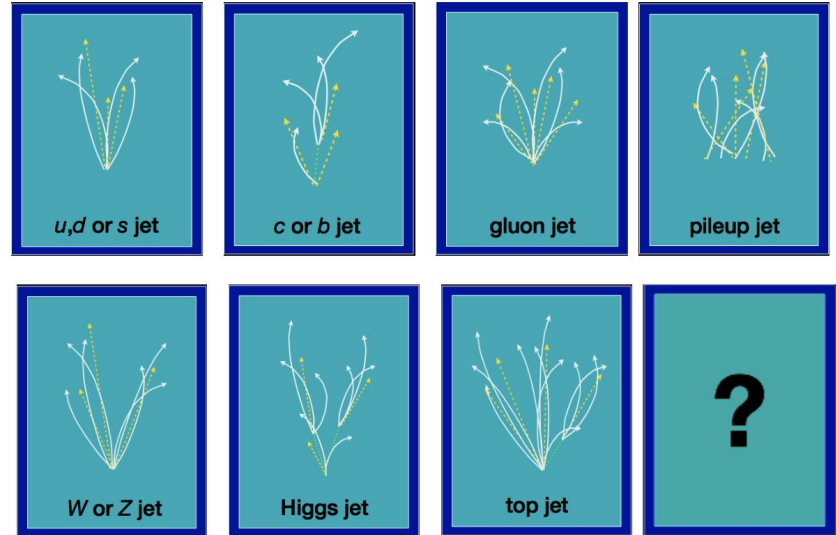 u,d or s jet
c or b jet
gluon jet
pileup jet
W or Z jet
Higgs jet
top jet
?